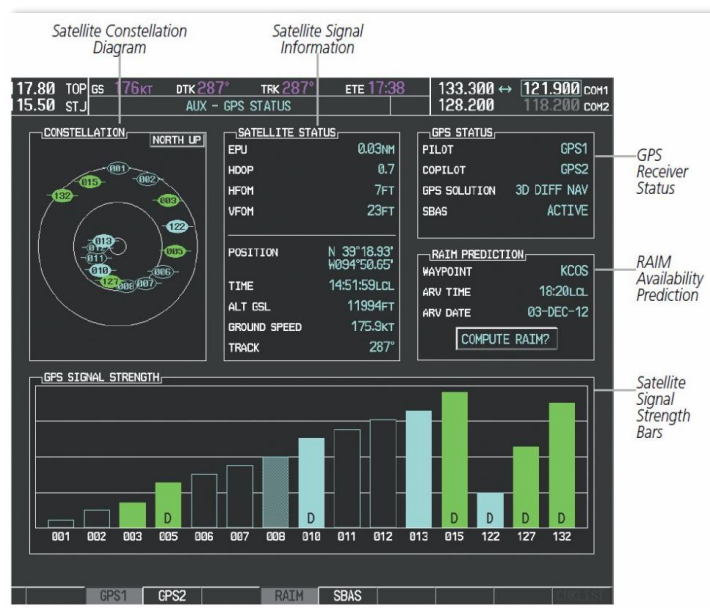 Satellite Constellation
Diagram
Satellite Signal
Information
17.80 TOP GS 176KT DTK 287° TRK 287° ETE 17:38 133.300 ↔ 121.900 COM1
15.50 STJ AUX - GPS STATUS 128.200 118.200 COM2
CONSTELLATION
NORTH UP
001
002
015
132
003
122
013
012
005
011
010
006
127 008 007
SATELLITE STATUS
EPU 0.03NM
HDOP 0.7
HFOM 7FT
VFOM 23FT
POSITION N 39°18.93'
W094°50.65'
TIME 14:51:59LCL
ALT GSL 11994FT
GROUND SPEED 175.9KT
TRACK 287°
GPS STATUS
PILOT GPS1
COPILOT GPS2
GPS SOLUTION 3D DIFF NAV
SBAS ACTIVE
RAIM PREDICTION
WAYPOINT KCOS
ARV TIME 18:20LCL
ARV DATE 03-DEC-12
COMPUTE RAIM?
GPS
Receiver
Status
RAIM
Availability
Prediction
GPS SIGNAL STRENGTH
D D D D D D
001 002 003 005 006 007 008 010 011 012 013 015 122 127 132
Satellite
Signal
Strength
Bars
GPS1 GPS2 RAIM SBAS CHKLIST